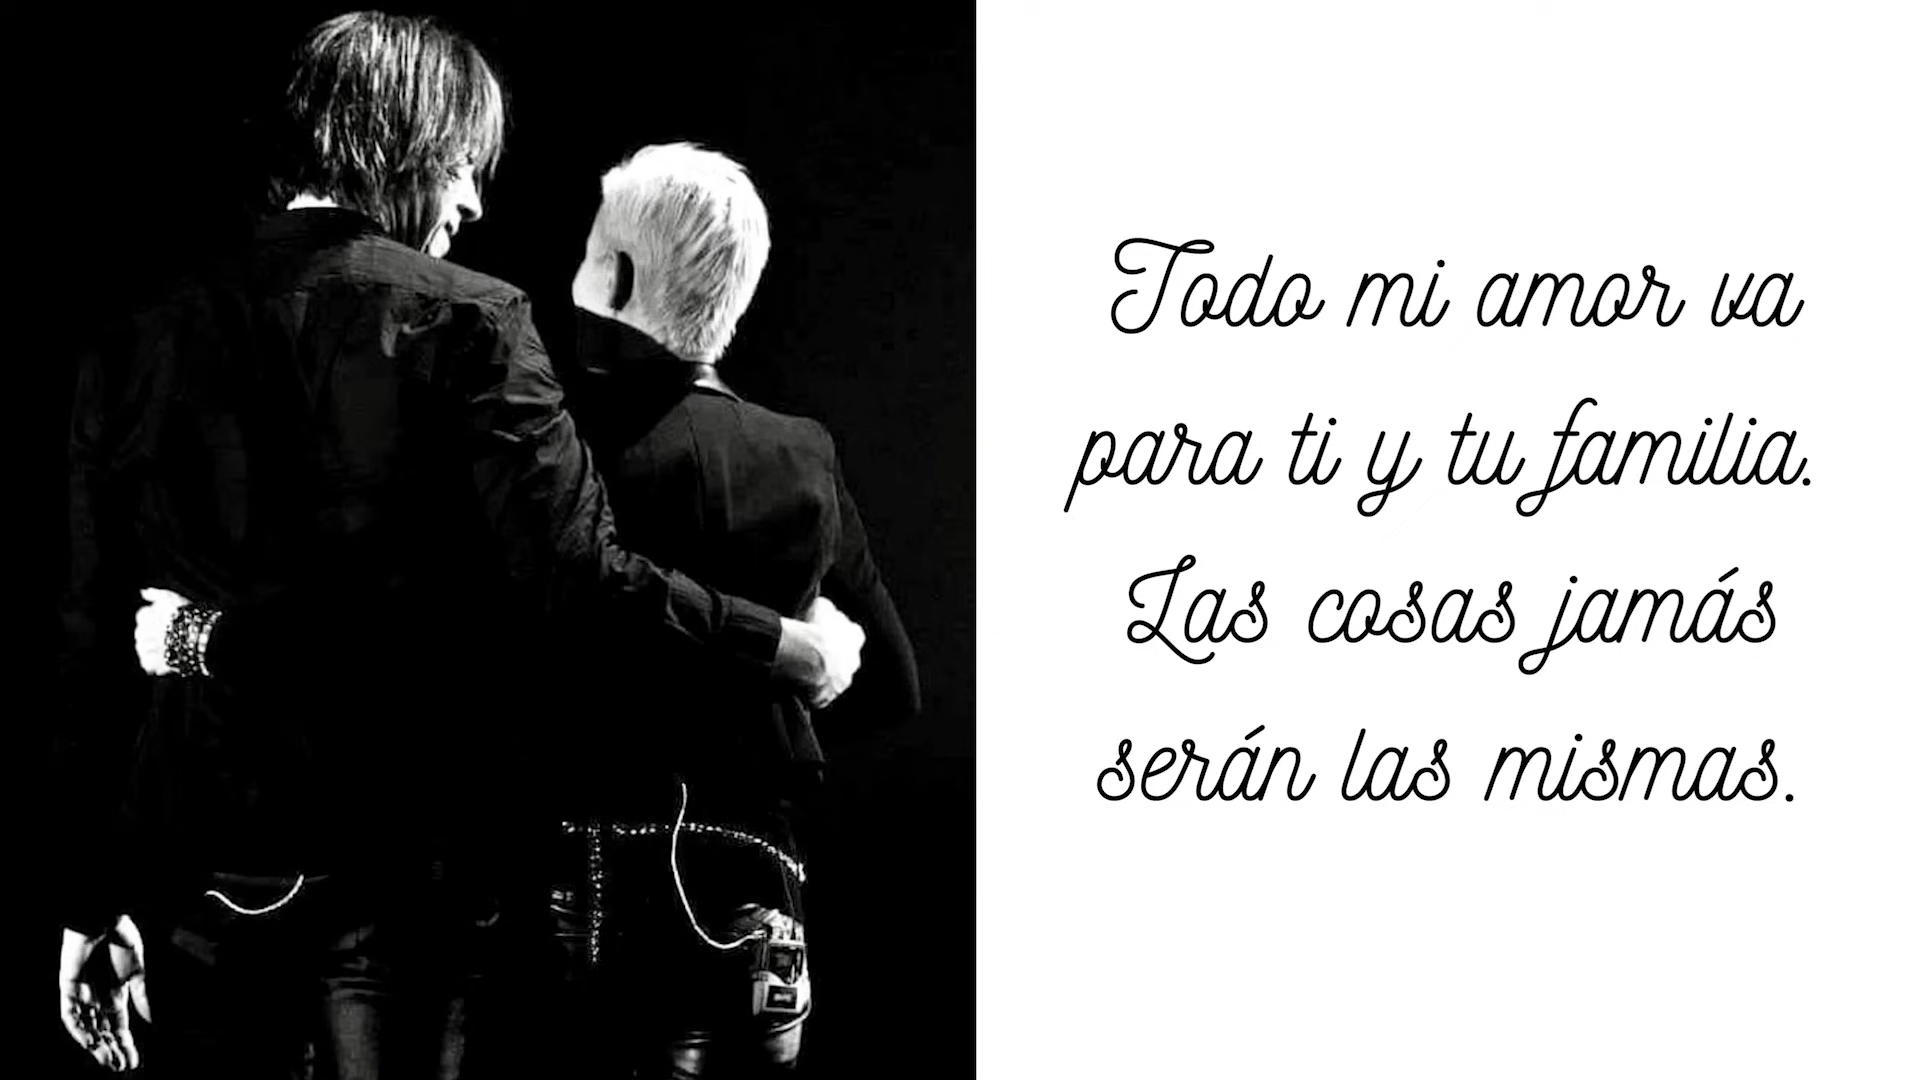 Todo mi amor va
para ti y tu familia.
Las cosas jamás
serán las mismas.